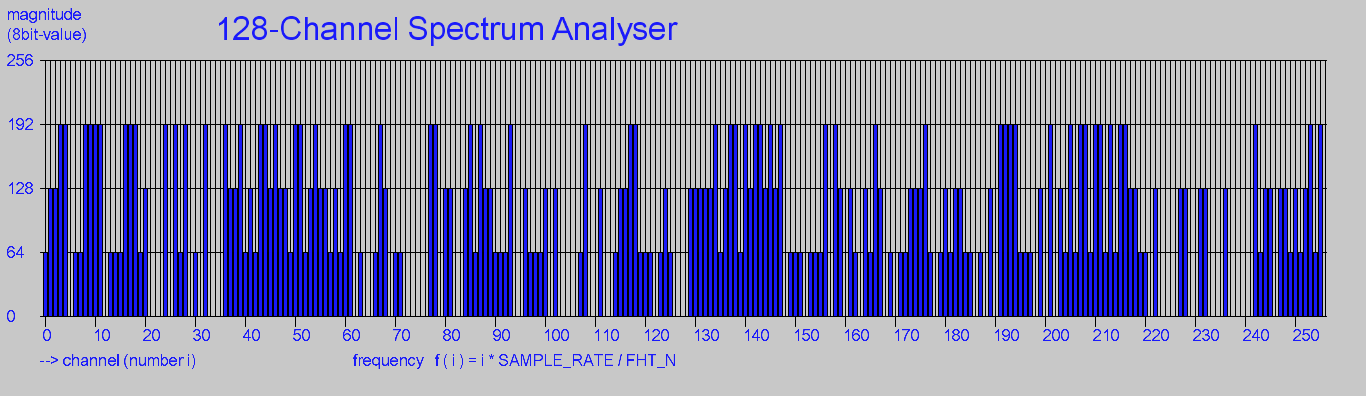 magnitude
(8bit-value)
128-Channel Spectrum Analyser
256
192
128
64
0
0 10 20 30 40 50 60 70 80 90 100 110 120 130 140 150 160 170 180 190 200 210 220 230 240 250
--> channel (number i)
frequency f ( i ) = i * SAMPLE_RATE / FHT_N